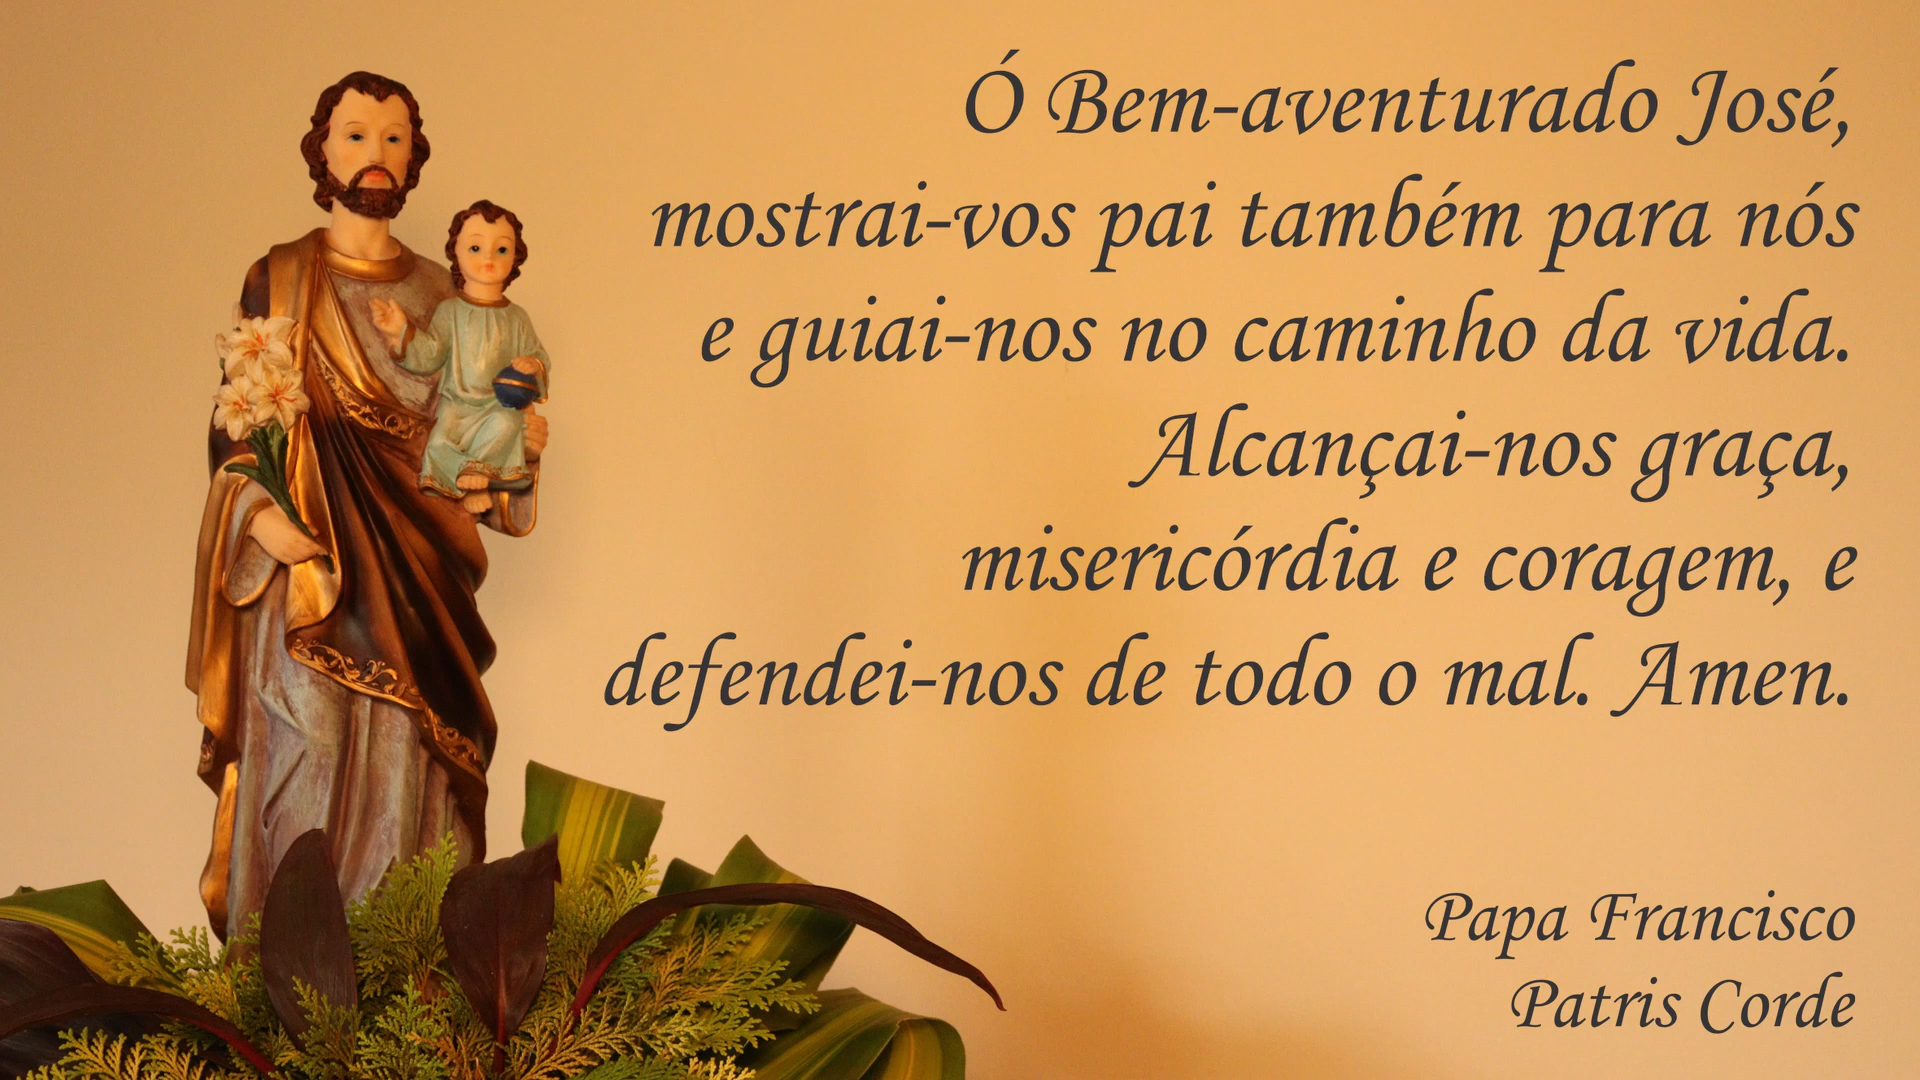 Ó Bem-aventurado José,
mostrai-vos pai também para nós
e guiai-nos no caminho da vida.
Alcançai-nos graça,
misericórdia e coragem, e
defendei-nos de todo o mal. Amen.
Papa Francisco
Patris Corde